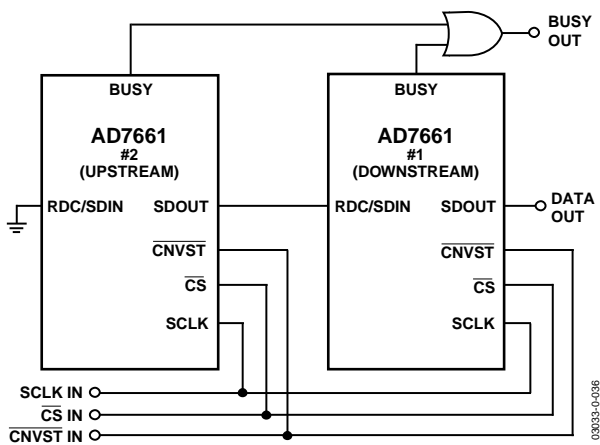 BUSY
OUT
BUSY
BUSY
AD7661
#2
(UPSTREAM)
AD7661
#1
(DOWNSTREAM)
RDC/SDIN
SDOUT
RDC/SDIN
SDOUT
DATA
OUT
CNVST
CNVST
CS
CS
SCLK
SCLK
SCLK IN
CS IN
CNVST IN
03033-0-036